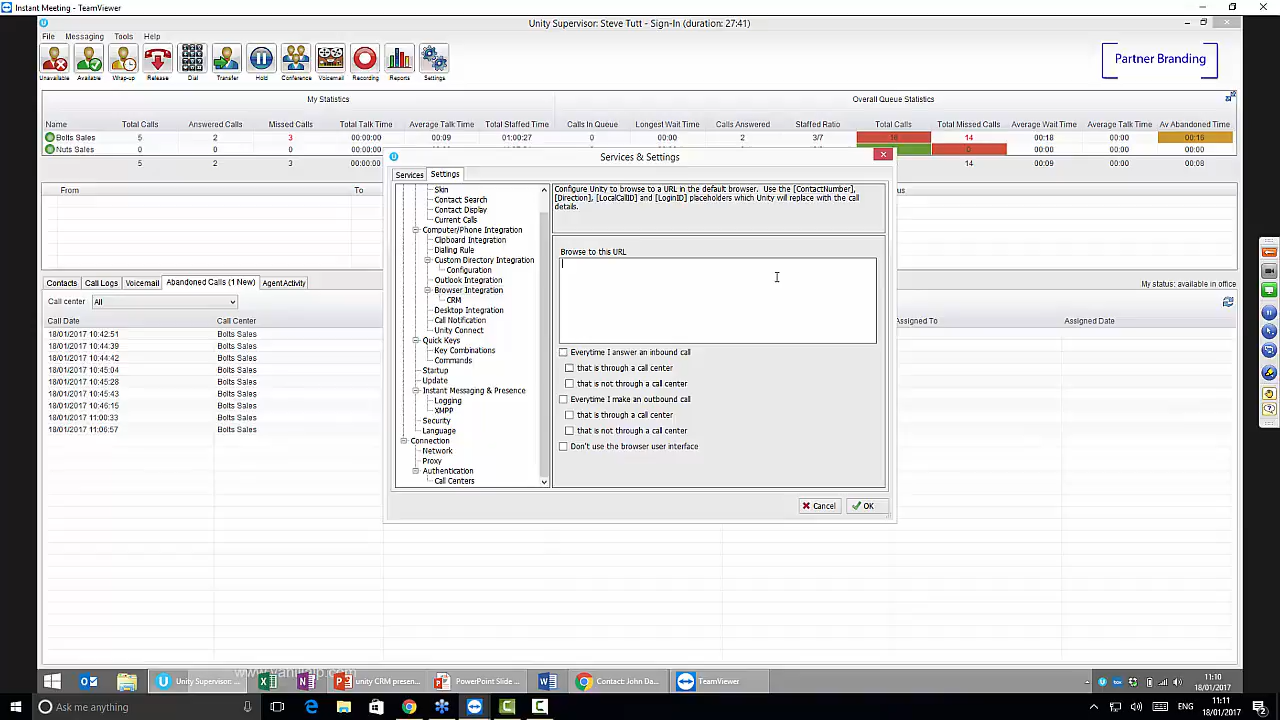 Instant Meeting - TeamViewer
Unity Supervisor: Steve Tutt - Sign-In (duration: 27:41)
File Messaging Tools Help
Unavailable Available Wrap-up Release Dial Transfer Hold Conference Voicemail Recording Reports Settings
Partner Branding
My Statistics Overall Queue Statistics
Name Total Calls Answered Calls Missed Calls Total Talk Time Average Talk Time Total Staffed Time Calls In Queue Longest Wait Time Calls Answered Staffed Ratio Total Calls Total Missed Calls Average Wait Time Average Talk Time Av Abandoned Time
Bolts Sales 5 2 3 00:00:00 00:09 01:00:27 0 00:00 2 3/7 14 00:18 00:00
Nuts Sales 0 0 0 00:00:00 0 00:00 00:00 00:00
5 2 3 00:00:00 14 00:09 00:00 00:08
Services & Settings
Services Settings
From To
Skin
Contact Search
Contact Display
Current Calls
Computer/Phone Integration
Clipboard Integration
Dialing Rule
Custom Directory Integration
Configuration
Outlook Integration
Browser Integration
CRM
Desktop Integration
Call Notification
Unity Connect
Quick Keys
Key Combinations
Commands
Startup
Update
Instant Messaging & Presence
Logging
XMPP
Security
Language
Connection
Network
Proxy
Authentication
Call Centers
Configure Unity to browse to a URL in the default browser. Use the [ContactNumber],
[Direction], [LocalCallID] and [LoginID] placeholders which Unity will replace with the call
details.
Browse to this URL
Everytime I answer an inbound call
that is through a call center
that is not through a call center
Everytime I make an outbound call
that is through a call center
that is not through a call center
Don't use the browser user interface
Cancel OK
Contacts Call Logs Voicemail Abandoned Calls (1 New) Agent Activity
My status: available in office
Call center All
Call Date Call Center Assigned To Assigned Date
18/01/2017 10:42:51 Bolts Sales
18/01/2017 10:44:39 Bolts Sales
18/01/2017 10:44:42 Bolts Sales
18/01/2017 10:45:04 Bolts Sales
18/01/2017 10:45:28 Bolts Sales
18/01/2017 10:45:43 Bolts Sales
18/01/2017 10:46:15 Bolts Sales
18/01/2017 11:00:33 Bolts Sales
18/01/2017 11:06:57 Bolts Sales
Unity Supervisor:... unity CRM presen... PowerPoint Slide ... Contact: John Da... TeamViewer
11:10
18/01/2017
Ask me anything
ENG
11:11
18/01/2017